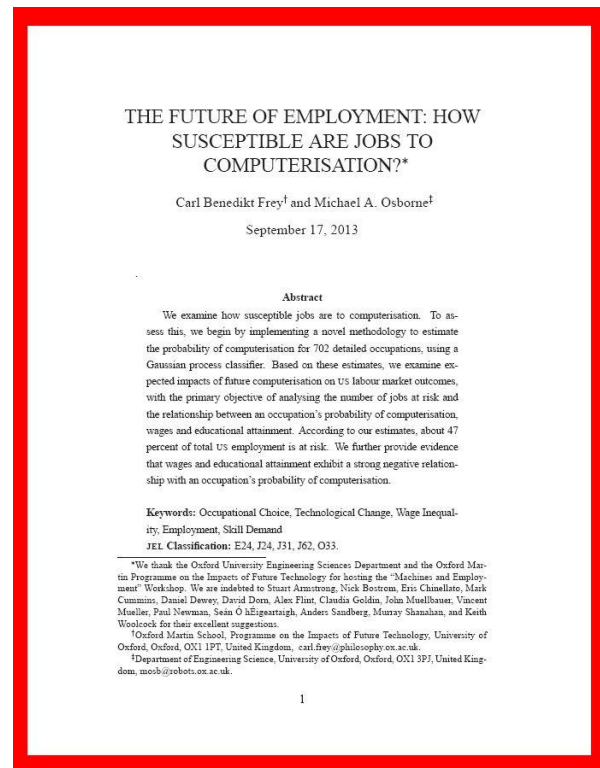 THE FUTURE OF EMPLOYMENT: HOW
SUSCEPTIBLE ARE JOBS TO
COMPUTERISATION?*
Carl Benedikt Frey† and Michael A. Osborne‡
September 17, 2013
.
Abstract
We examine how susceptible jobs are to computerisation. To as-
sess this, we begin by implementing a novel methodology to estimate
the probability of computerisation for 702 detailed occupations, using a
Gaussian process classifier. Based on these estimates, we examine ex-
pected impacts of future computerisation on US labour market outcomes,
with the primary objective of analysing the number of jobs at risk and
the relationship between an occupation's probability of computerisation,
wages and educational attainment. According to our estimates, about 47
percent of total US employment is at risk. We further provide evidence
that wages and educational attainment exhibit a strong negative relation-
ship with an occupation's probability of computerisation.
Keywords: Occupational Choice, Technological Change, Wage Inequal-
ity, Employment, Skill Demand
JEL Classification: E24, J24, J31, J62, O33.
*We thank the Oxford University Engineering Sciences Department and the Oxford Mar-
tin Programme on the Impacts of Future Technology for hosting the "Machines and Employ-
ment" Workshop. We are indebted to Stuart Armstrong, Nick Bostrom, Eris Chinellato, Mark
Cummins, Daniel Dewey, David Dorn, Alex Flint, Claudia Goldin, John Muellbauer, Vincent
Mueller, Paul Newman, Seán Ó hÉigeartaigh, Anders Sandberg, Murray Shanahan, and Keith
Woolcock for their excellent suggestions.
†Oxford Martin School, Programme on the Impacts of Future Technology, University of
Oxford, Oxford, OX1 1PT, United Kingdom, carl.frey@philosophy.ox.ac.uk.
‡Department of Engineering Science, University of Oxford, Oxford, OX1 3PJ, United King-
dom, mosb@robots.ox.ac.uk.
1